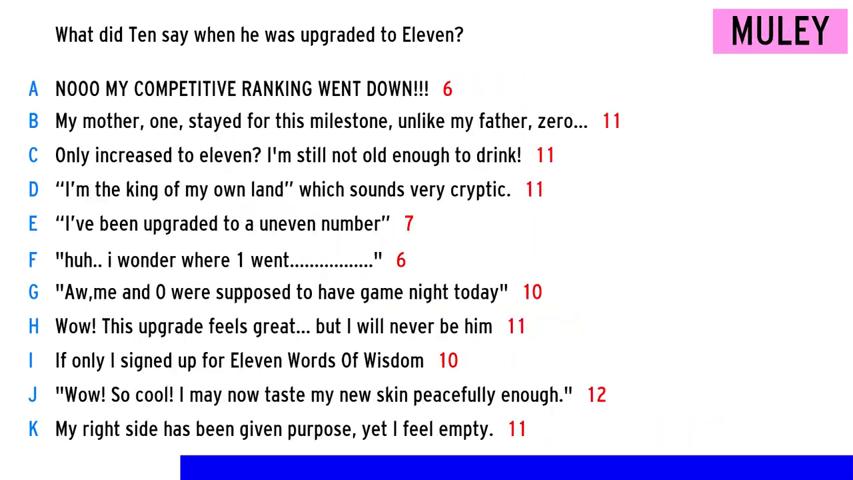 What did Ten say when he was upgraded to Eleven?
MULEY
A NOOO MY COMPETITIVE RANKING WENT DOWN!!! 6
B My mother, one, stayed for this milestone, unlike my father, zero... 11
C Only increased to eleven? I'm still not old enough to drink! 11
D “I’m the king of my own land” which sounds very cryptic. 11
E “I’ve been upgraded to a uneven number” 7
F "huh.. i wonder where 1 went................." 6
G "Aw,me and 0 were supposed to have game night today" 10
H Wow! This upgrade feels great... but I will never be him 11
I If only I signed up for Eleven Words Of Wisdom 10
J "Wow! So cool! I may now taste my new skin peacefully enough." 12
K My right side has been given purpose, yet I feel empty. 11